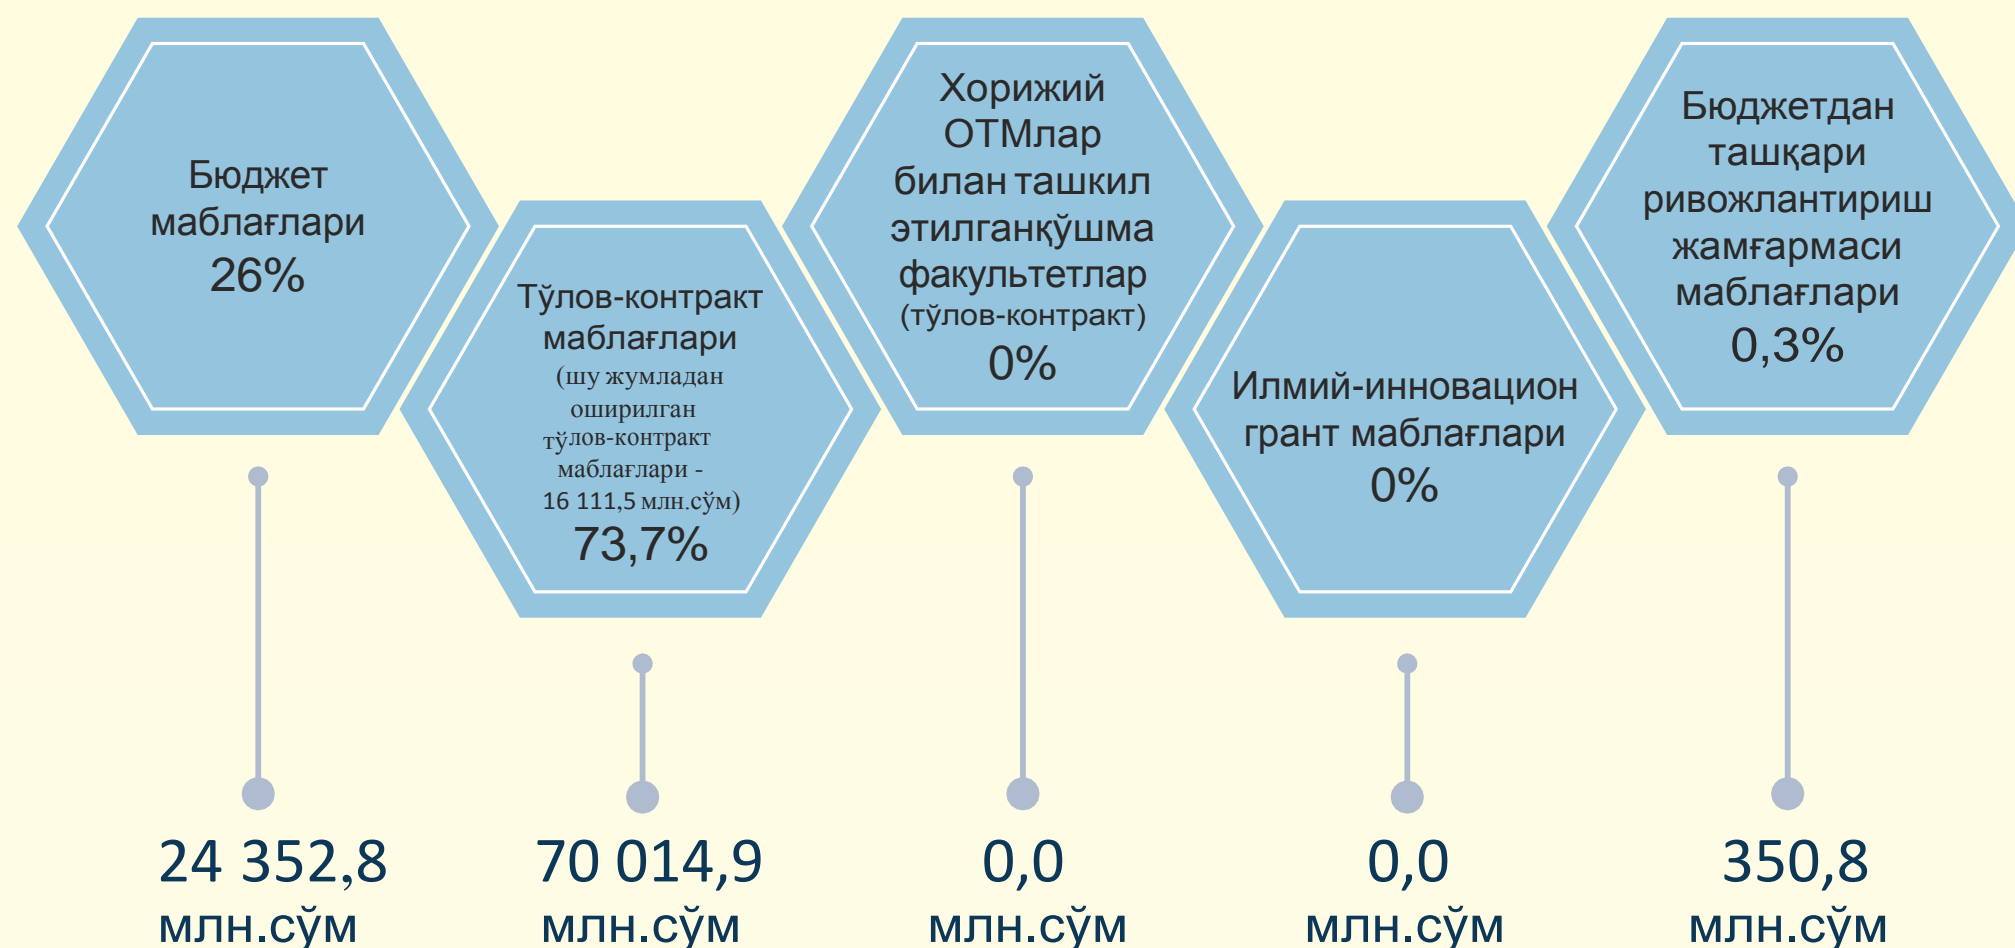 Бюджет
маблағлари
26%
Тўлов-контракт
маблағлари
(шу жумладан
оширилган
тўлов-контракт
маблағлари -
16 111,5 млн.сўм)
73,7%
Хорижий
ОТМлар
билан ташкил
этилганқўшма
факультетлар
(тўлов-контракт)
0%
Илмий-инновацион
грант маблағлари
0%
Бюджетдан
ташқари
ривожлантириш
жамғармаси
маблағлари
0,3%
24 352,8
млн.сўм
70 014,9
млн.сўм
0,0
млн.сўм
0,0
млн.сўм
350,8
млн.сўм